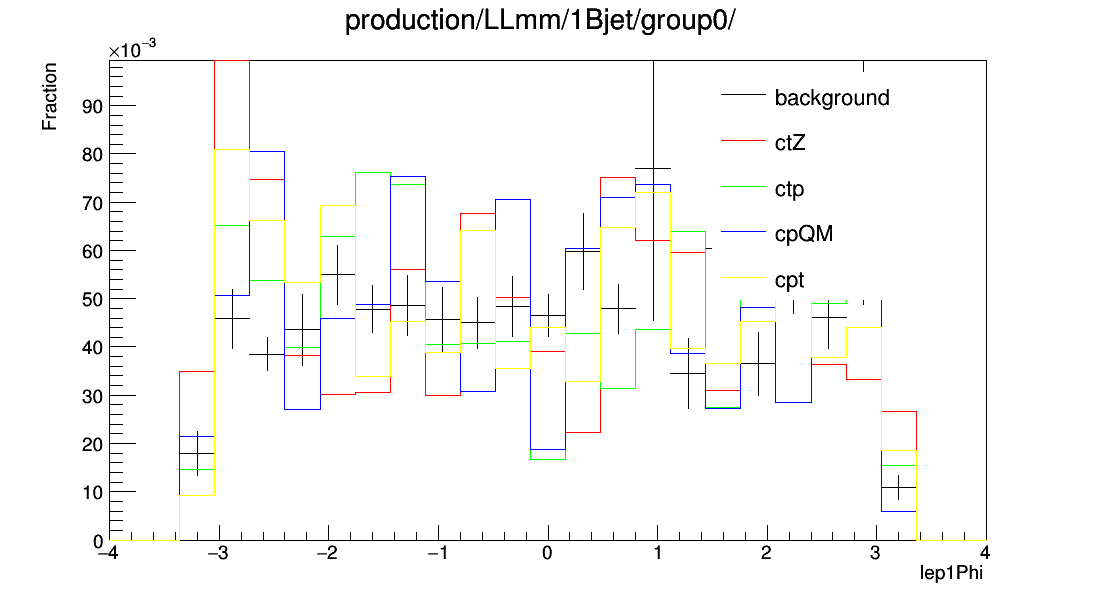 production/LLmm/1Bjet/group0/
×10⁻³
Fraction
90
80
70
60
50
40
30
20
10
0
background
ctZ
ctp
cpQM
cpt
−4 −3 −2 −1 0 1 2 3 4
lep1Phi